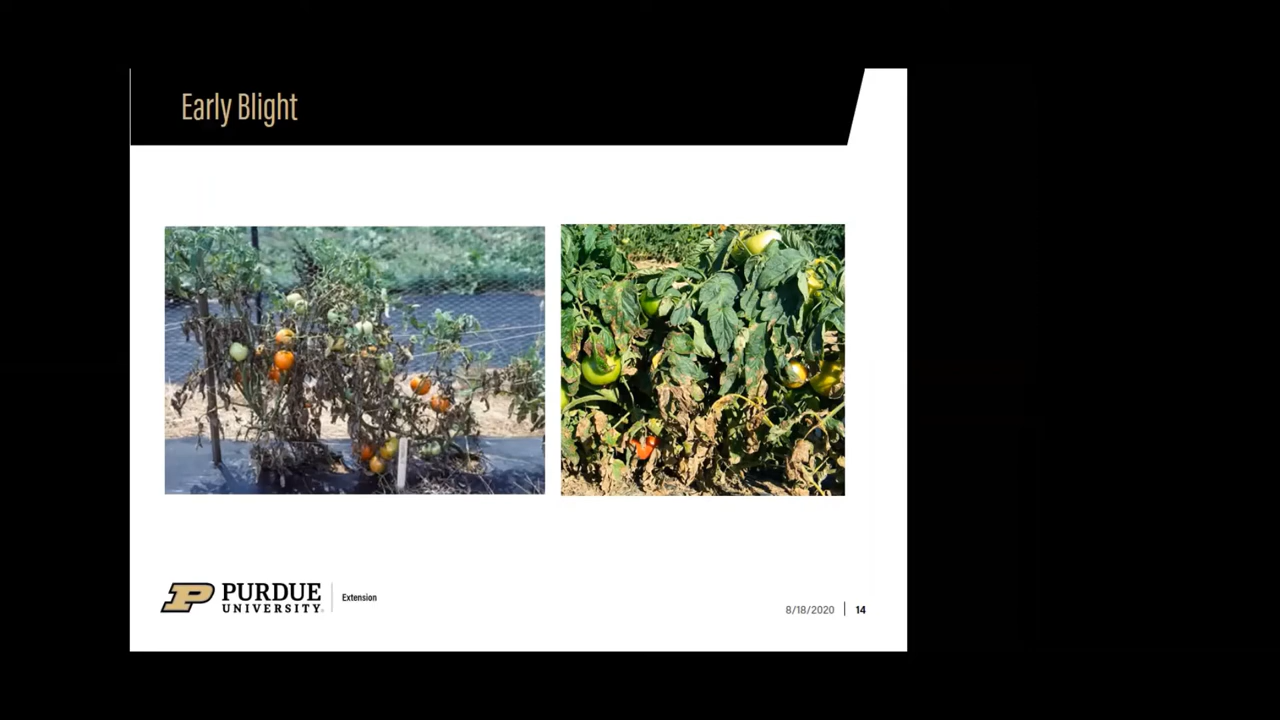 Early Blight
PURDUE
UNIVERSITY
Extension
8/18/2020
14